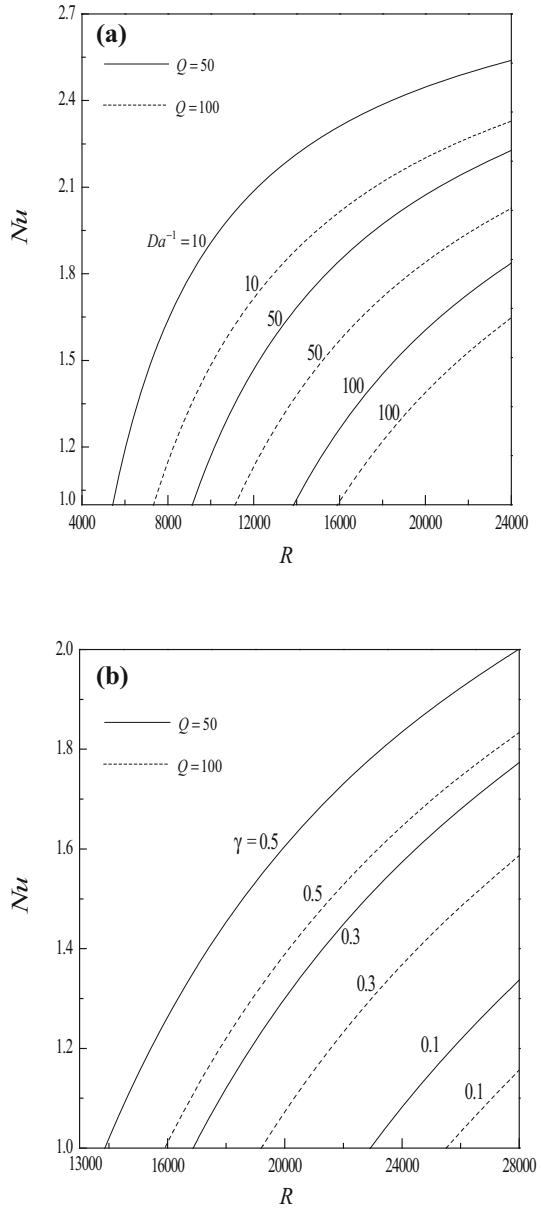 2.7
(a)
Q = 50
2.4
Q = 100
2.1
Nu
Da⁻¹ = 10
1.8
10
50
1.5
50
100
1.2
100
1.0
4000 8000 12000 16000 20000 24000
R
2.0
(b)
Q = 50
1.8
Q = 100
1.6
γ = 0.5
Nu
0.5
1.4
0.3
0.3
1.2
0.1
0.1
1.0
13000 16000 20000 24000 28000
R